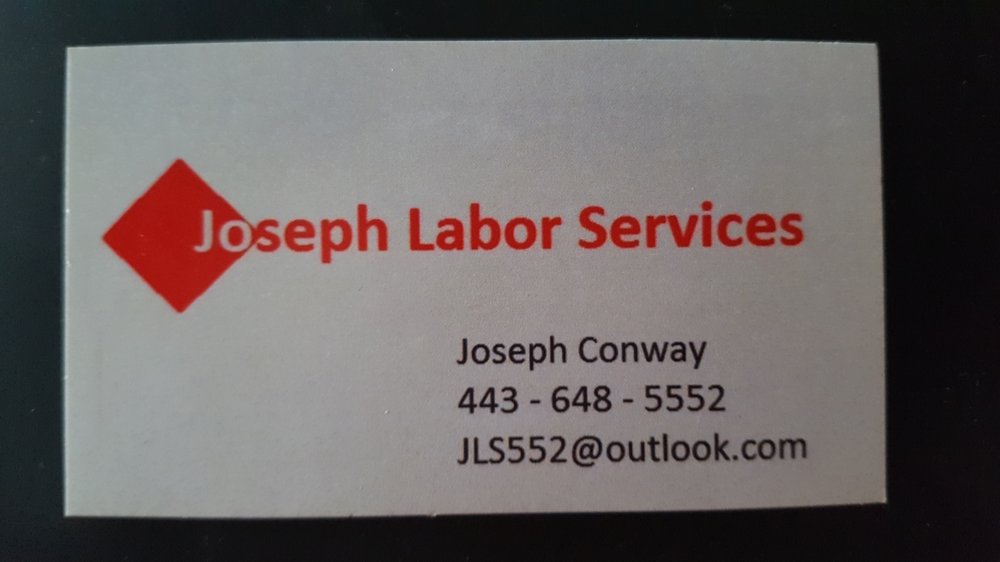 Joseph Labor Services
Joseph Conway
443 - 648 - 5552
JLS552@outlook.com